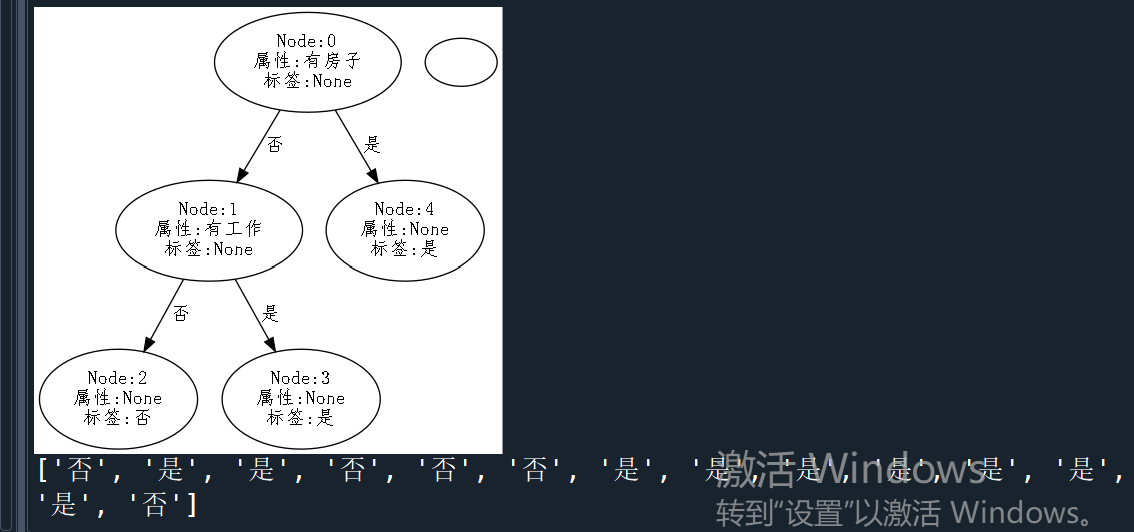 Node:0
属性:有房子
标签:None
否
是
Node:1
属性:有工作
标签:None
Node:4
属性:None
标签:是
否
是
Node:2
属性:None
标签:否
Node:3
属性:None
标签:是
['否', '是', '是', '否', '否', '否', '是', '是', '是', '是', '是', '是',
'是', '否']
激活 Windows
转到“设置”以激活 Windows。